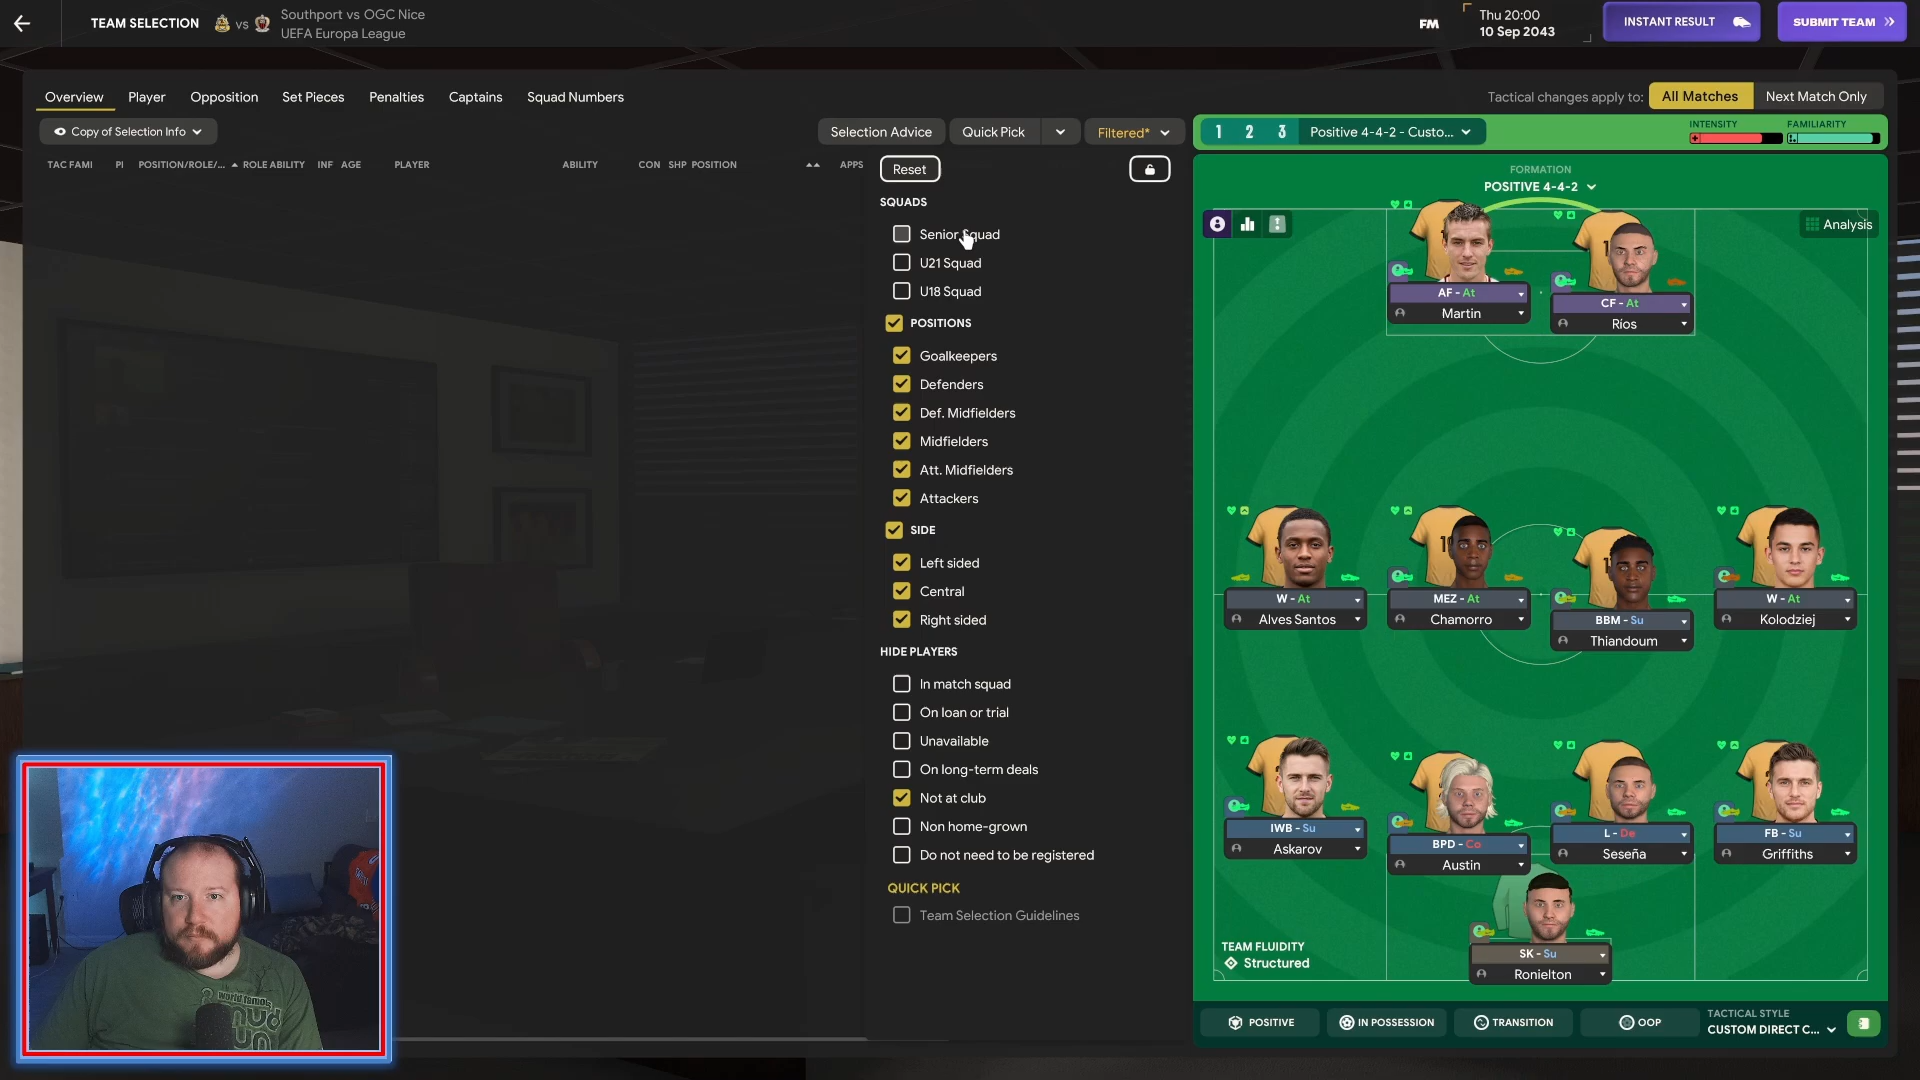 TEAM SELECTION
vs
Southport vs OGC Nice
UEFA Europa League
FM
Thu 20:00
10 Sep 2043
INSTANT RESULT
SUBMIT TEAM
Overview
Player
Opposition
Set Pieces
Penalties
Captains
Squad Numbers
Tactical changes apply to:
All Matches
Next Match Only
Copy of Selection Info
Selection Advice
Quick Pick
Filtered*
TAC FAMI
PI
POSITION/ROLE/...
ROLE ABILITY
INF
AGE
PLAYER
ABILITY
CON
SHP
POSITION
APPS
Reset
SQUADS
Senior Squad
U21 Squad
U18 Squad
POSITIONS
Goalkeepers
Defenders
Def. Midfielders
Midfielders
Att. Midfielders
Attackers
SIDE
Left sided
Central
Right sided
HIDE PLAYERS
In match squad
On loan or trial
Unavailable
On long-term deals
Not at club
Non home-grown
Do not need to be registered
QUICK PICK
Team Selection Guidelines
1 2 3
Positive 4-4-2 - Custo...
INTENSITY
FAMILIARITY
FORMATION
POSITIVE 4-4-2
Analysis
AF - At
Martin
CF - At
Ríos
W - At
Alves Santos
MEZ - At
Chamorro
BBM - Su
Thiandoum
W - At
Kolodziej
IWB - Su
Askarov
BPD - Co
Austin
L - De
Seseña
FB - Su
Griffiths
SK - Su
Ronielton
TEAM FLUIDITY
Structured
POSITIVE
IN POSSESSION
TRANSITION
OOP
TACTICAL STYLE
CUSTOM DIRECT C...
world famous